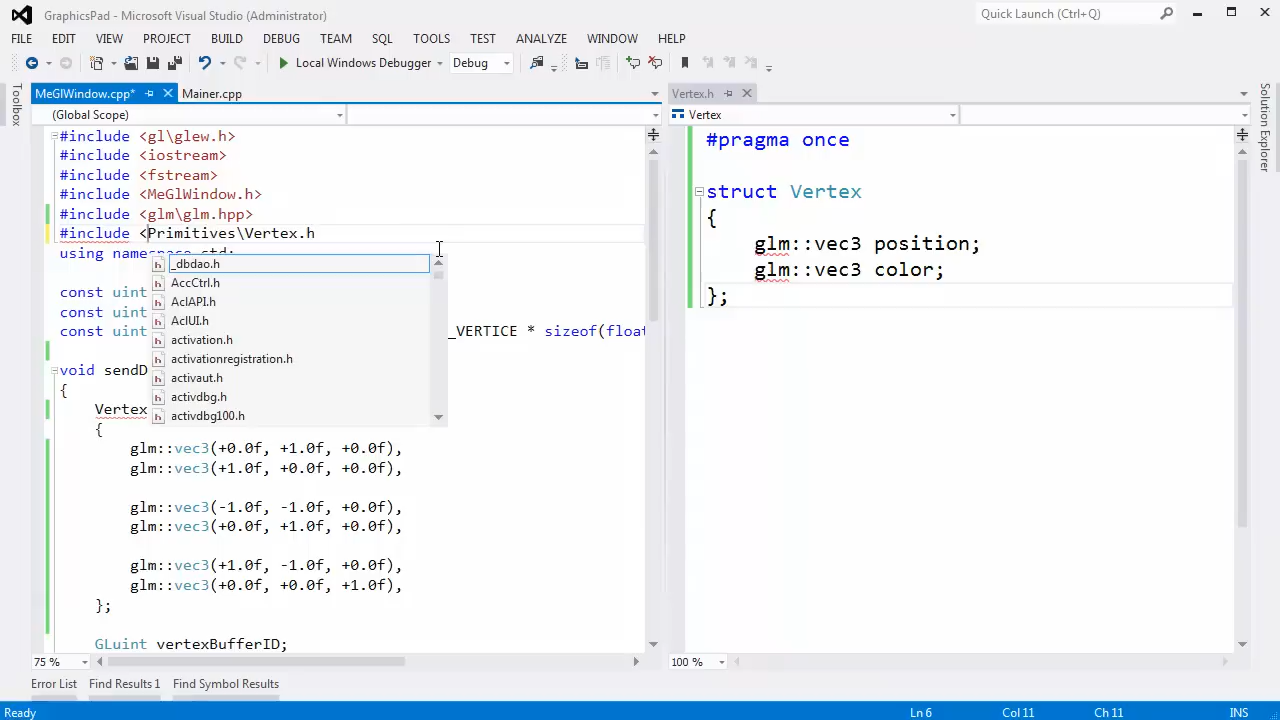 GraphicsPad - Microsoft Visual Studio (Administrator)
Quick Launch (Ctrl+Q)
FILE EDIT VIEW PROJECT BUILD DEBUG TEAM SQL TOOLS TEST ANALYZE WINDOW HELP
Local Windows Debugger Debug
Toolbox
MeGlWindow.cpp* Mainer.cpp
(Global Scope)
#include <gl\glew.h>
#include <iostream>
#include <fstream>
#include <MeGlWindow.h>
#include <glm\glm.hpp>
#include <Primitives\Vertex.h
using namespace std;
_dbdao.h
AccCtrl.h
AclAPI.h
AclUI.h
activation.h
activationregistration.h
activaut.h
activdbg.h
activdbg100.h
const uint
const uint
const uint _VERTICE * sizeof(float
void sendD
{
Vertex
{
glm::vec3(+0.0f, +1.0f, +0.0f),
glm::vec3(+1.0f, +0.0f, +0.0f),
glm::vec3(-1.0f, -1.0f, +0.0f),
glm::vec3(+0.0f, +1.0f, +0.0f),
glm::vec3(+1.0f, -1.0f, +0.0f),
glm::vec3(+0.0f, +0.0f, +1.0f),
};
GLuint vertexBufferID;
75 %
Vertex.h
Vertex
#pragma once
struct Vertex
{
glm::vec3 position;
glm::vec3 color;
};
100 %
Solution Explorer
Error List Find Results 1 Find Symbol Results
Ready Ln 6 Col 11 Ch 11 INS